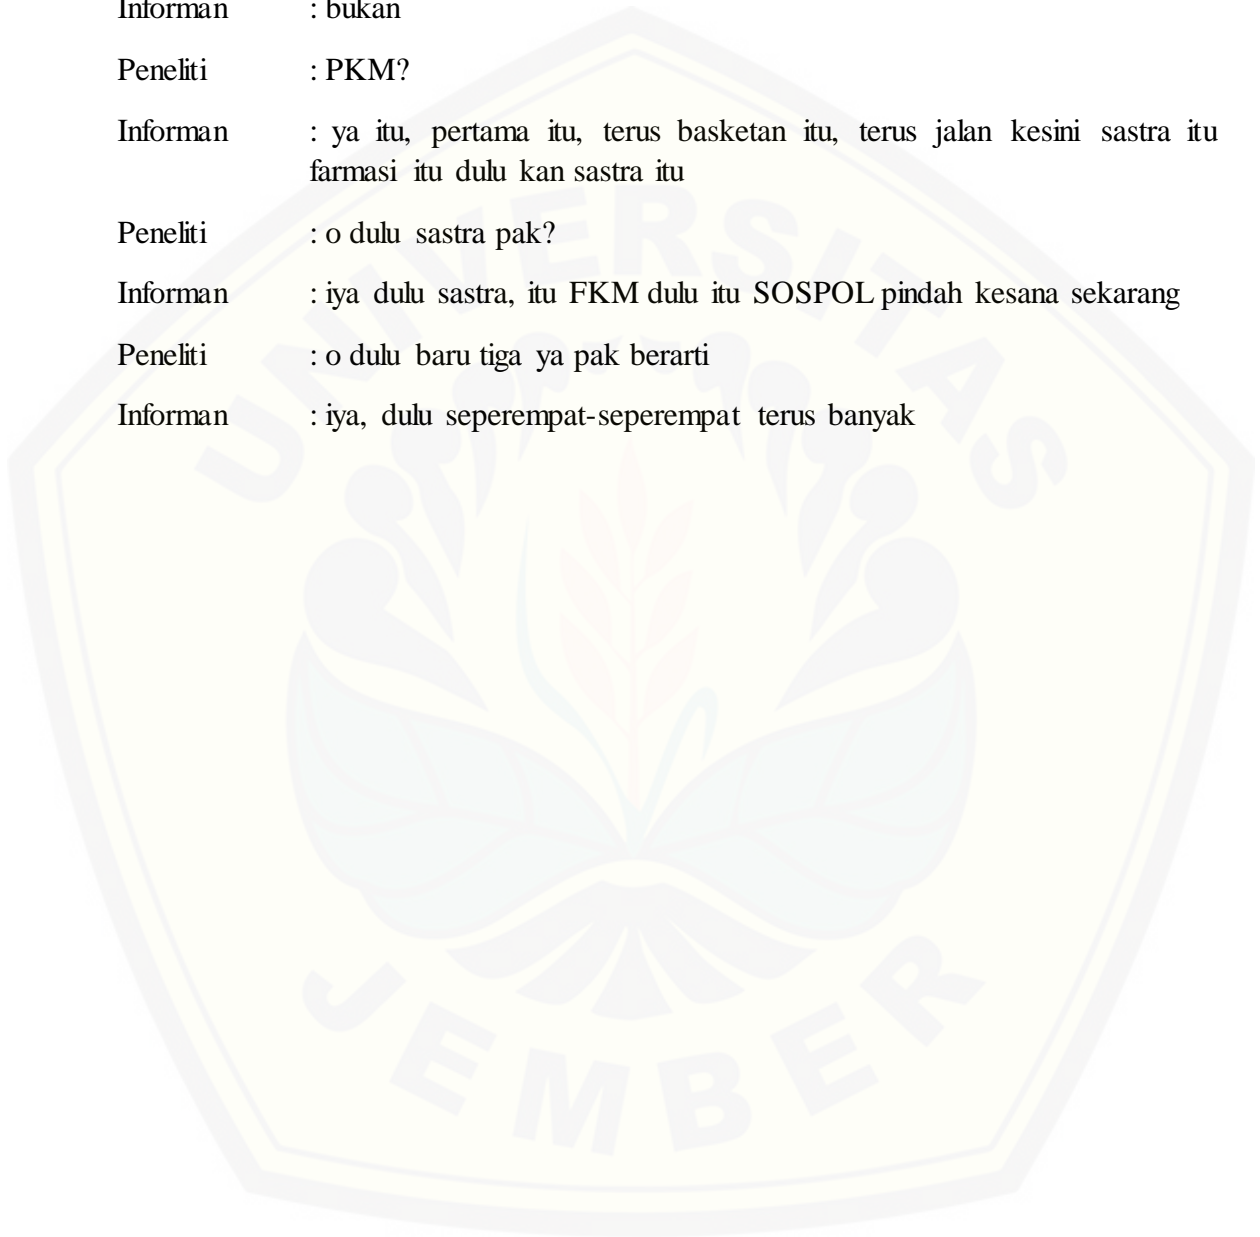 Informan : bukan
Peneliti : PKM?
Informan : ya itu, pertama itu, terus basketan itu, terus jalan kesini sastra itu
farmasi itu dulu kan sastra itu
Peneliti : o dulu sastra pak?
Informan : iya dulu sastra, itu FKM dulu itu SOSPOL pindah kesana sekarang
Peneliti : o dulu baru tiga ya pak berarti
Informan : iya, dulu seperempat-seperempat terus banyak
UNIVERSITAS
JEMBER